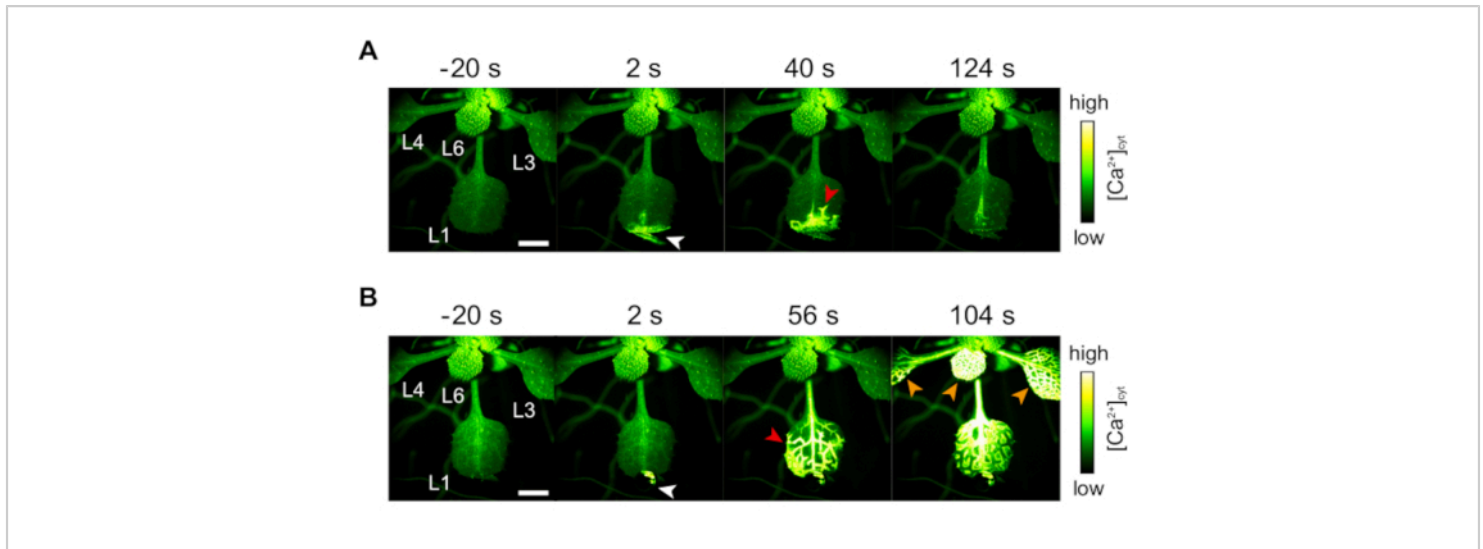 A
-20 s 2 s 40 s 124 s
high
L4 L6 L3
[Ca²⁺]cyt
L1
low
B
-20 s 2 s 56 s 104 s
high
L4 L6 L3
[Ca²⁺]cyt
L1
low